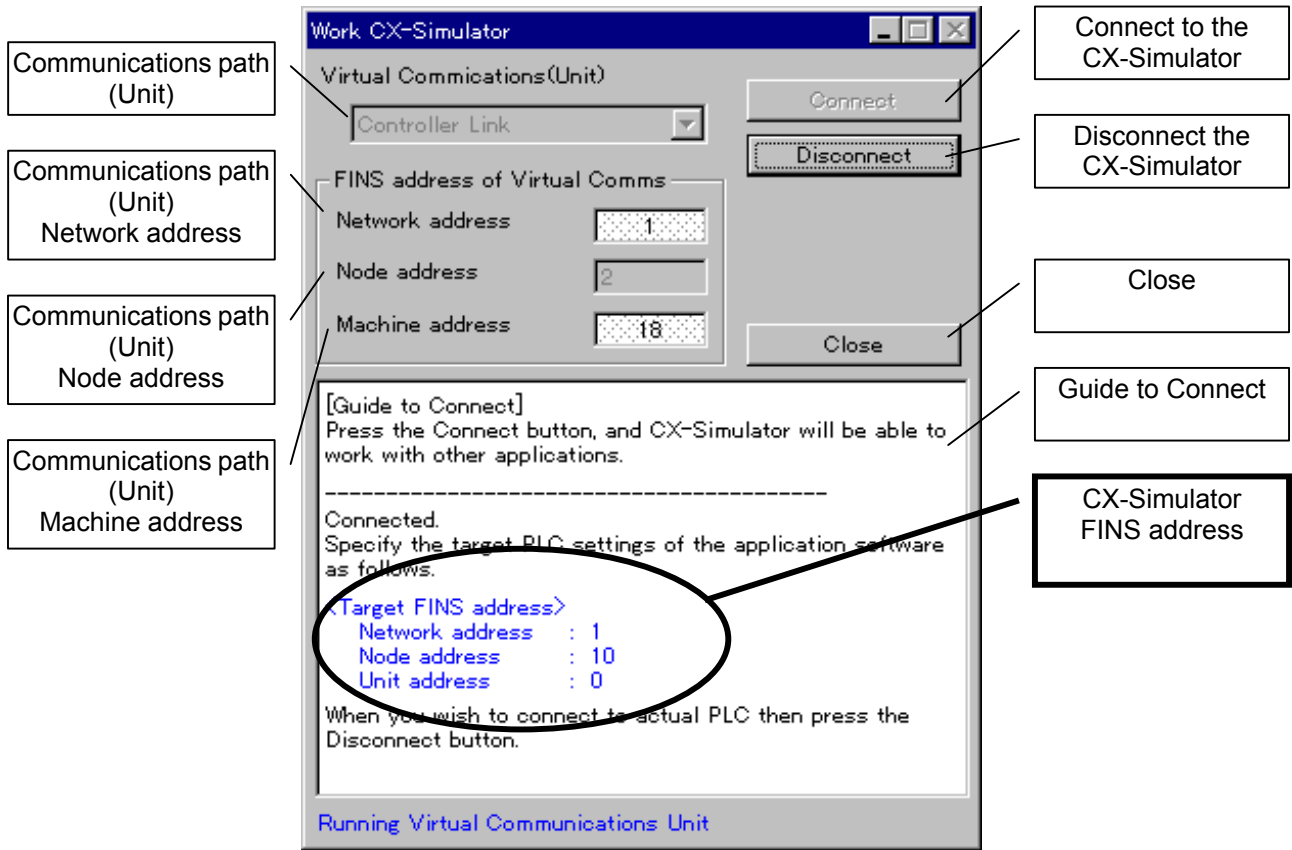 Communications path
(Unit)
Communications path
(Unit)
Network address
Communications path
(Unit)
Node address
Communications path
(Unit)
Machine address
Work CX-Simulator
Virtual Commications(Unit)
Controller Link
Connect
Disconnect
FINS address of Virtual Comms
Network address 1
Node address 2
Machine address 18
Close
[Guide to Connect]
Press the Connect button, and CX-Simulator will be able to
work with other applications.
-----------------------------------------
Connected.
Specify the target PLC settings of the application software
as follows.
<Target FINS address>
Network address : 1
Node address : 10
Unit address : 0
When you wish to connect to actual PLC then press the
Disconnect button.
Running Virtual Communications Unit
Connect to the
CX-Simulator
Disconnect the
CX-Simulator
Close
Guide to Connect
CX-Simulator
FINS address